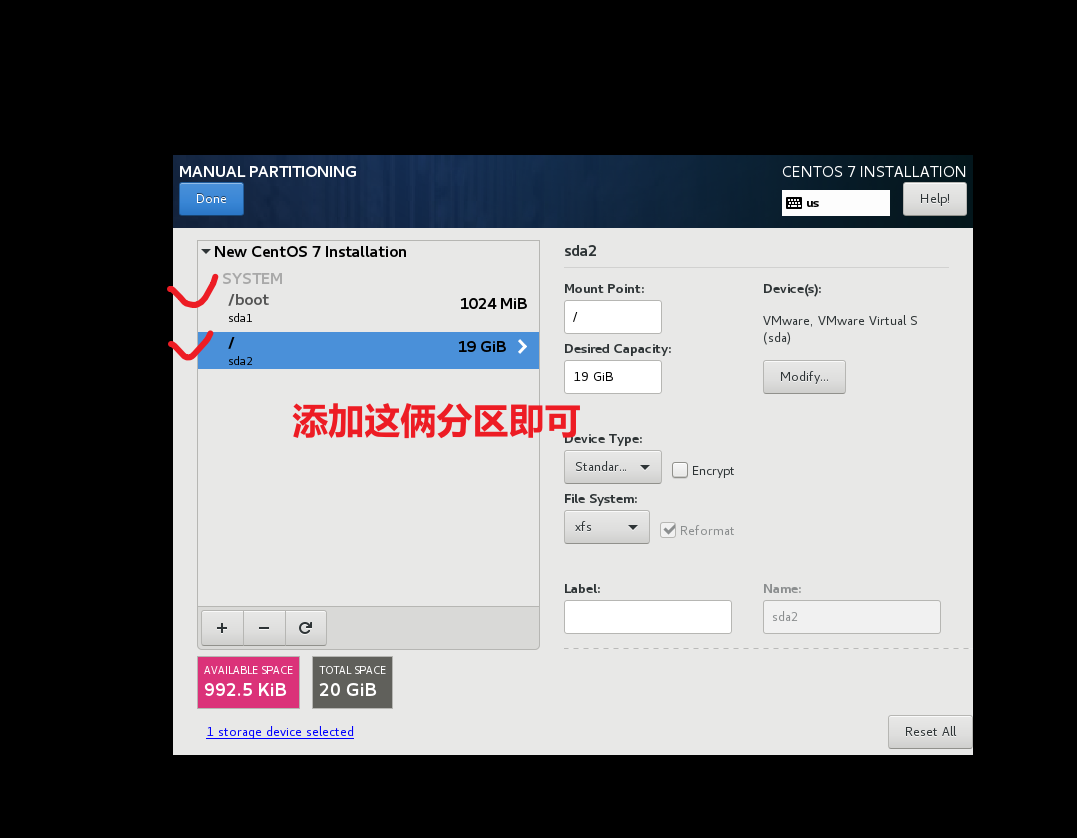 MANUAL PARTITIONING
CENTOS 7 INSTALLATION
Done
us
Help!
New CentOS 7 Installation
SYSTEM
/boot
1024 MiB
sda1
/
19 GiB
sda2
添加这俩分区即可
sda2
Mount Point:
/
Device(s):
VMware, VMware Virtual S
(sda)
Desired Capacity:
19 GiB
Modify...
Device Type:
Standar...
Encrypt
File System:
xfs
Reformat
Label:
Name:
sda2
+ -
AVAILABLE SPACE
992.5 KiB
TOTAL SPACE
20 GiB
1 storage device selected
Reset All